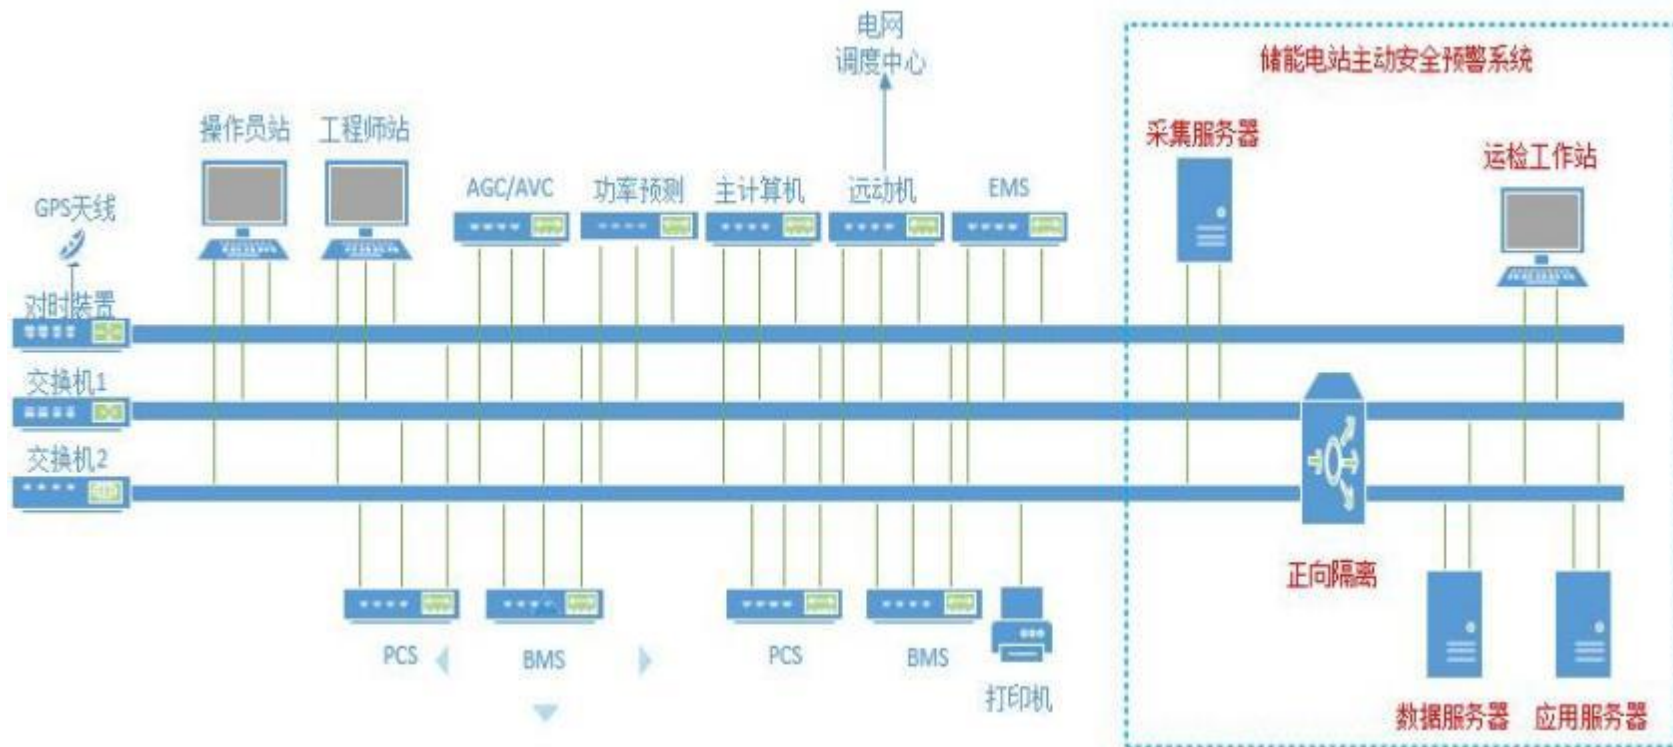 电网
调度中心
储能电站主动安全预警系统
操作员站
工程师站
采集服务器
运检工作站
GPS天线
AGC/AVC
功率预测
主计算机
远动机
EMS
对时装置
交换机1
交换机2
正向隔离
PCS
BMS
PCS
BMS
打印机
数据服务器
应用服务器